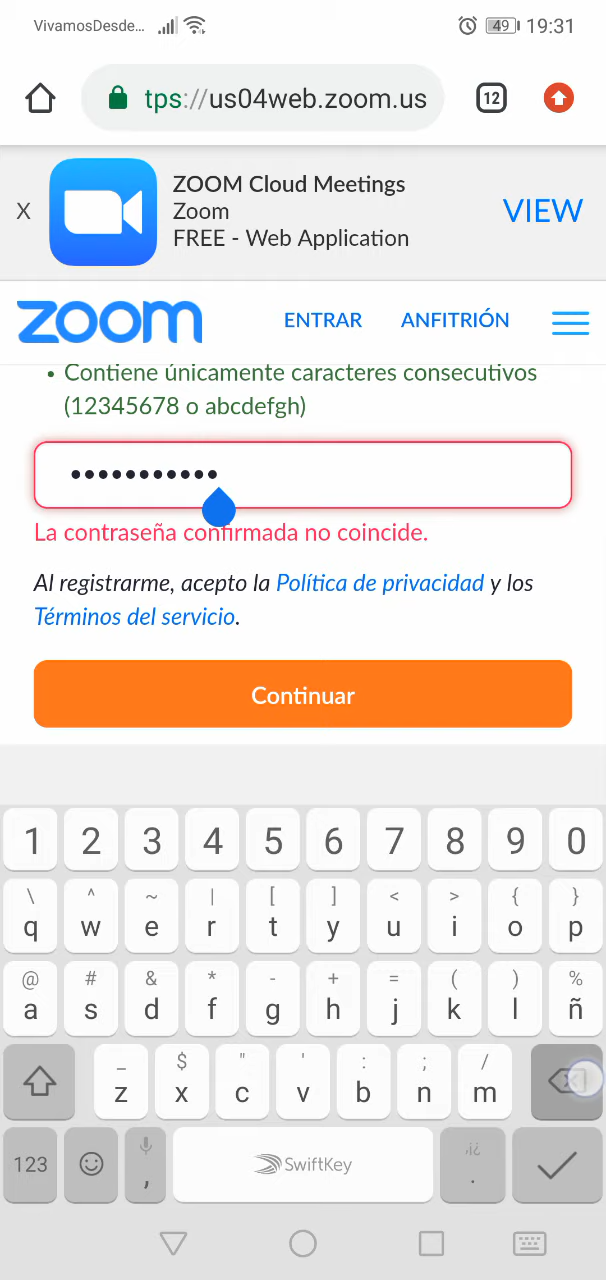 VivamosDesde... 49 19:31
tps://us04web.zoom.us 12
X ZOOM Cloud Meetings
Zoom
FREE - Web Application
VIEW
zoom ENTRAR ANFITRIÓN
• Contiene únicamente caracteres consecutivos
(12345678 o abcdefgh)
•••••••••••
La contraseña confirmada no coincide.
Al registrarme, acepto la Política de privacidad y los
Términos del servicio.
Continuar
1 2 3 4 5 6 7 8 9 0
\ ^ ~ | [ ] < > { }
q w e r t y u i o p
@ # & * - + = ( ) %
a s d f g h j k l ñ
_ $ " ' : ; /
z x c v b n m
123 , SwiftKey ,¡¿ .